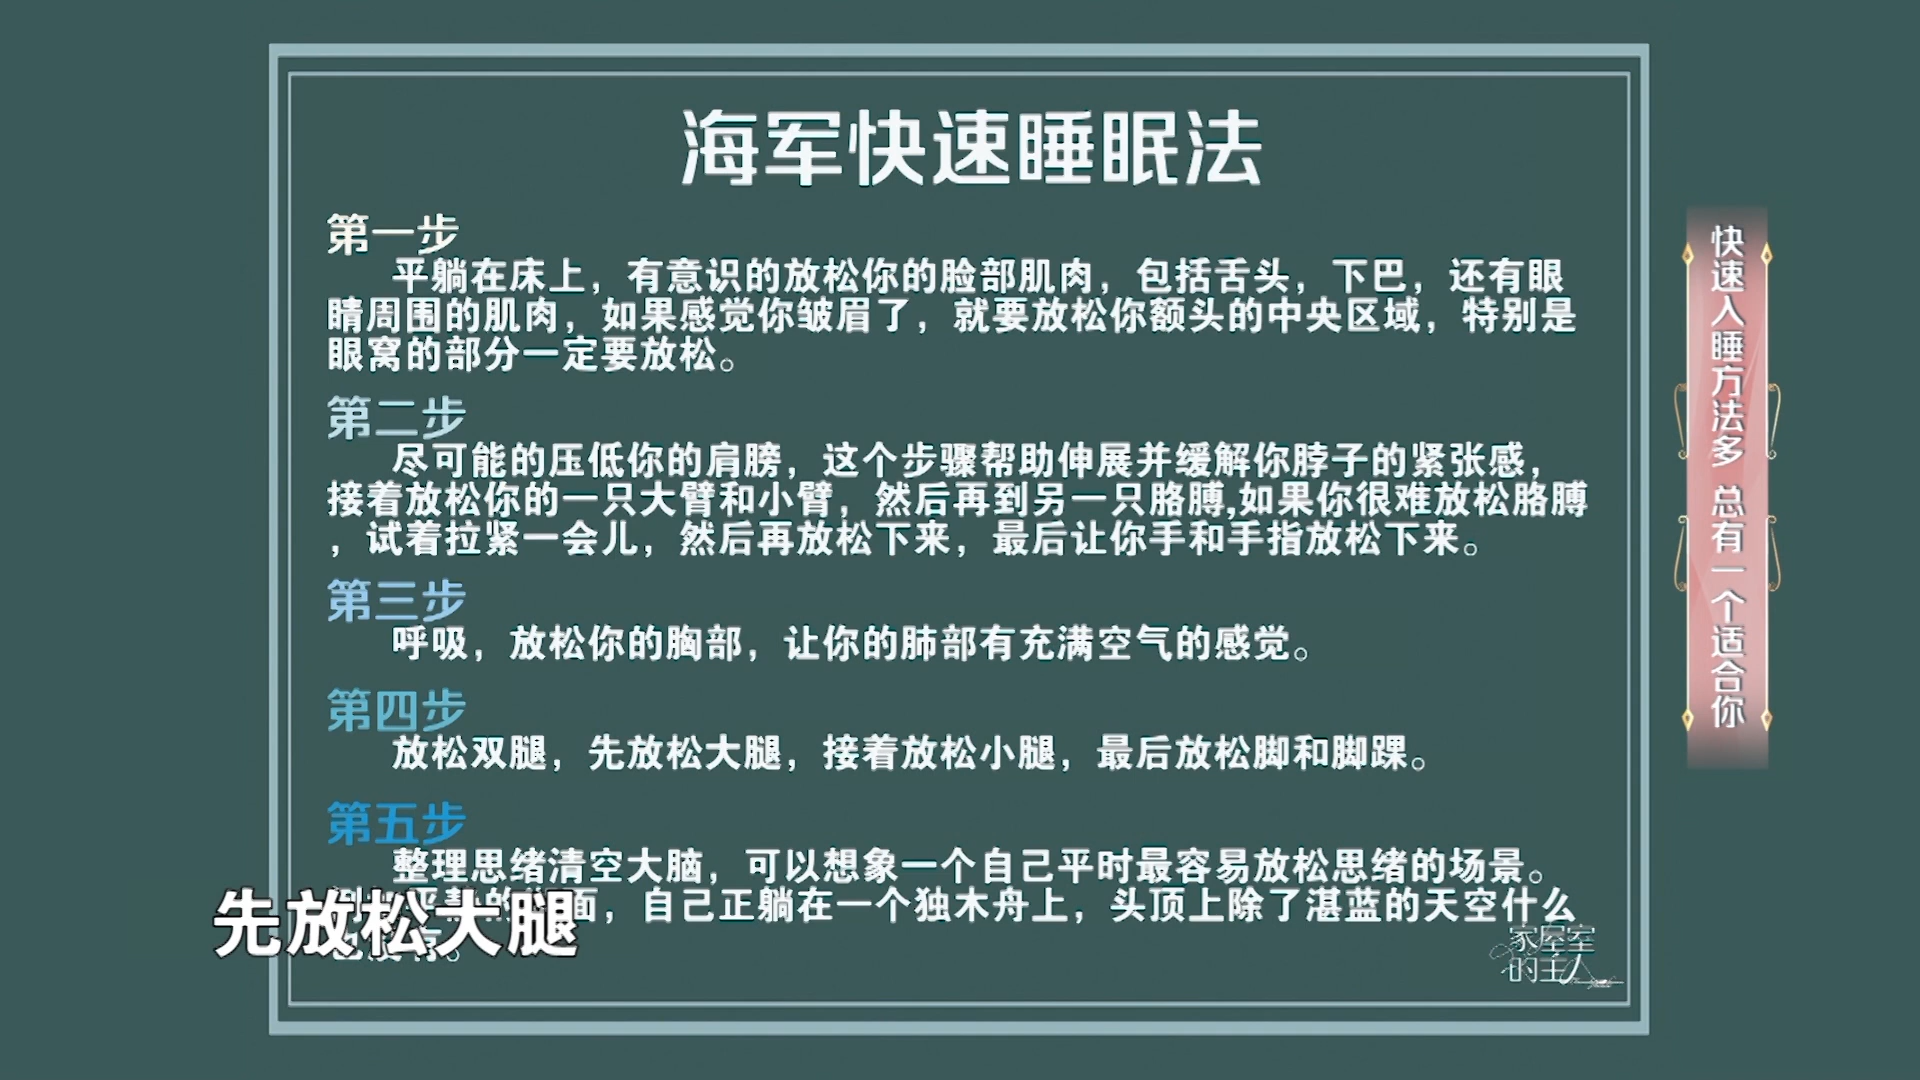 海军快速睡眠法
第一步
平躺在床上，有意识的放松你的脸部肌肉，包括舌头，下巴，还有眼
睛周围的肌肉，如果感觉你皱眉了，就要放松你额头的中央区域，特别是
眼窝的部分一定要放松。
第二步
尽可能的压低你的肩膀，这个步骤帮助伸展并缓解你脖子的紧张感，
接着放松你的一只大臂和小臂，然后再到另一只胳膊,如果你很难放松胳膊
，试着拉紧一会儿，然后再放松下来，最后让你手和手指放松下来。
第三步
呼吸，放松你的胸部，让你的肺部有充满空气的感觉。
第四步
放松双腿，先放松大腿，接着放松小腿，最后放松脚和脚踝。
第五步
整理思绪清空大脑，可以想象一个自己平时最容易放松思绪的场景。
面，自己正躺在一个独木舟上，头顶上除了湛蓝的天空什么
先放松大腿
家屋室
的主人
快速入睡方法多 总有一个适合你